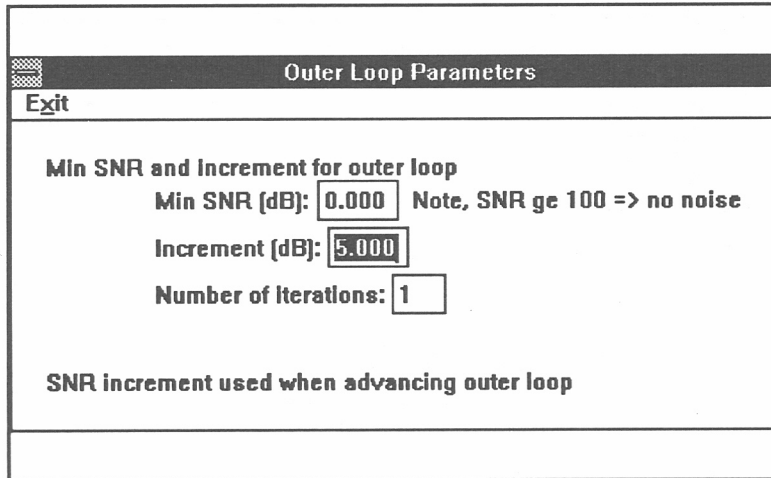 Outer Loop Parameters
Exit
Min SNR and Increment for outer loop
Min SNR (dB): 0.000 Note, SNR ge 100 => no noise
Increment (dB): 5.000
Number of Iterations: 1
SNR increment used when advancing outer loop